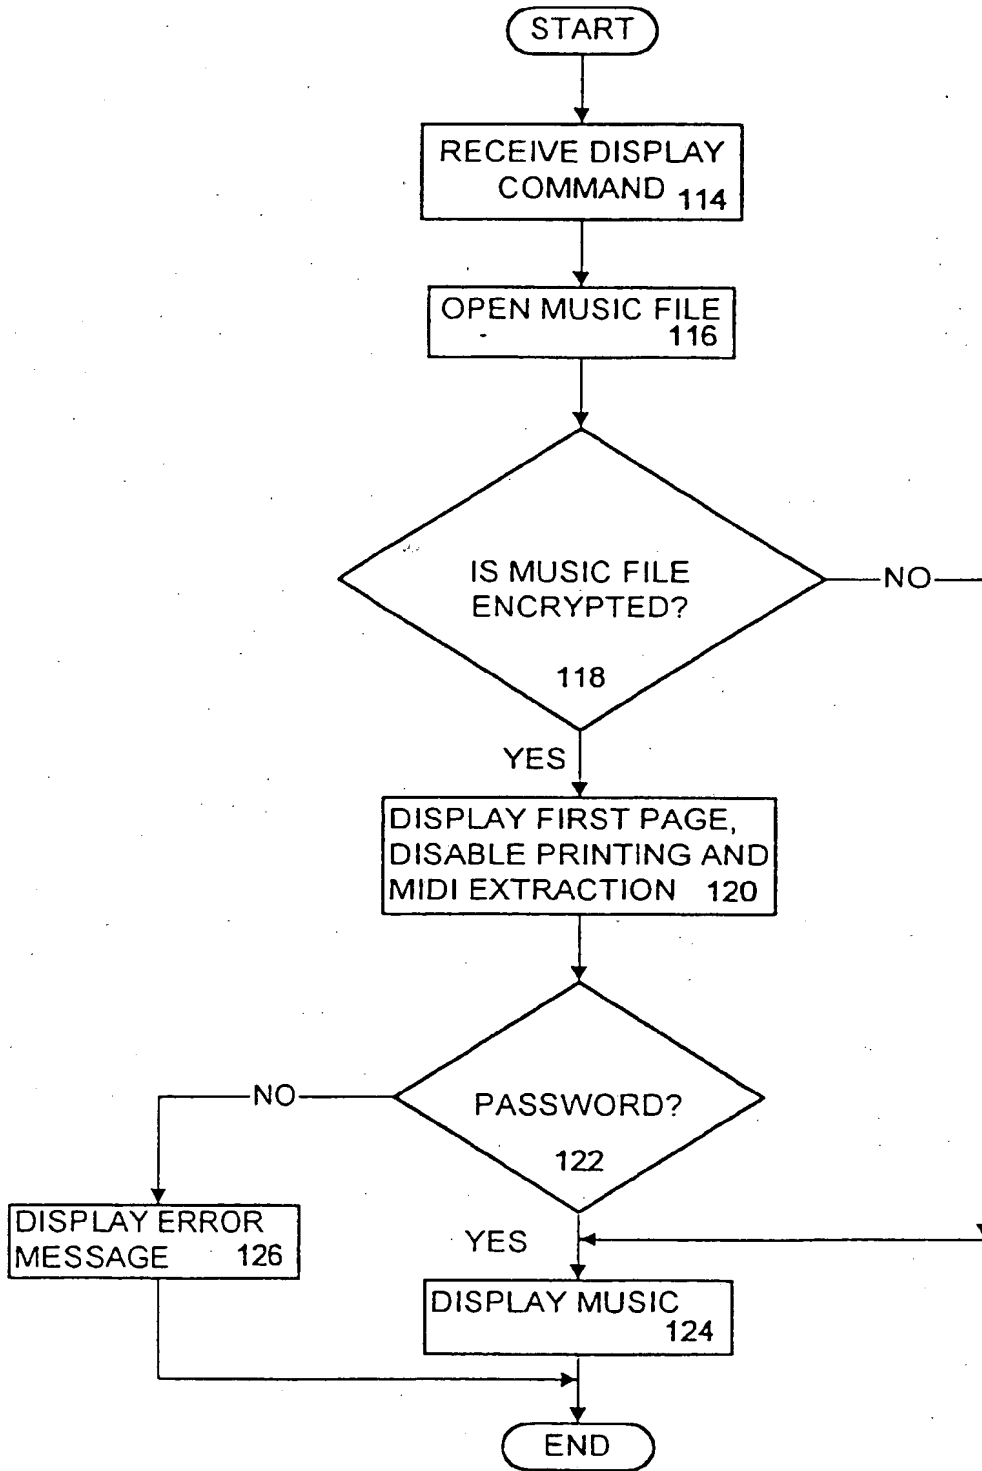 START
RECEIVE DISPLAY
COMMAND 114
OPEN MUSIC FILE
116
IS MUSIC FILE
ENCRYPTED?
118
NO
YES
DISPLAY FIRST PAGE,
DISABLE PRINTING AND
MIDI EXTRACTION 120
PASSWORD?
122
NO
YES
DISPLAY ERROR
MESSAGE 126
DISPLAY MUSIC
124
END